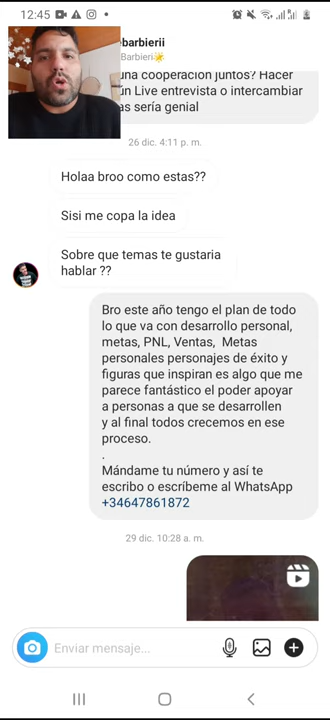 12:45
barbierii
Barbieri
una cooperación juntos? Hacer
un Live entrevista o intercambiar
as sería genial
26 dic. 4:11 p. m.
Holaa broo como estas??
Sisi me copa la idea
Sobre que temas te gustaria
hablar ??
Bro este año tengo el plan de todo
lo que va con desarrollo personal,
metas, PNL, Ventas,  Metas
personales personajes de éxito y
figuras que inspiran es algo que me
parece fantástico el poder apoyar
a personas a que se desarrollen
y al final todos crecemos en ese
proceso.
.
Mándame tu número y así te
escribo o escríbeme al WhatsApp
+34647861872
29 dic. 10:28 a. m.
Enviar mensaje...